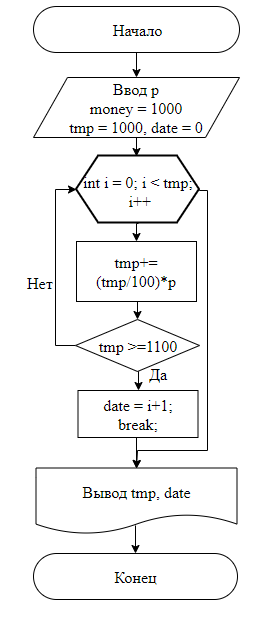 Начало
Ввод p
money = 1000
tmp = 1000, date = 0
int i = 0; i < tmp;
i++
tmp+=
(tmp/100)*p
Нет
tmp >=1100
Да
date = i+1;
break;
Вывод tmp, date
Конец